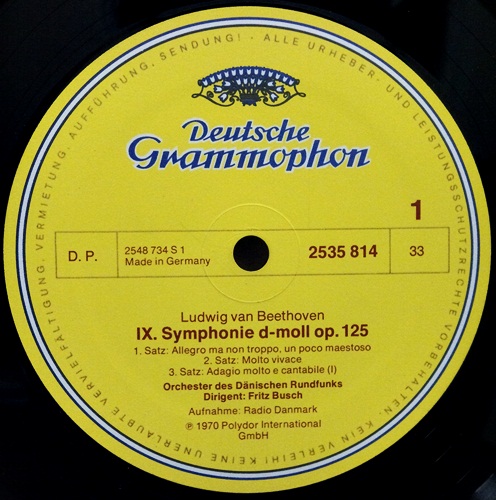 KEIN VERLEIH! KEINE UNERLAUBTE VERVIELFÄLTIGUNG, VERMIETUNG, AUFFÜHRUNG, SENDUNG! - ALLE URHEBER- UND LEISTUNGSSCHUTZRECHTE VORBEHALTEN.
Deutsche
Grammophon
1
D. P.
2548 734 S 1
Made in Germany
2535 814
33
Ludwig van Beethoven
IX. Symphonie d-moll op. 125
1. Satz: Allegro ma non troppo, un poco maestoso
2. Satz: Molto vivace
3. Satz: Adagio molto e cantabile (I)
Orchester des Dänischen Rundfunks
Dirigent: Fritz Busch
Aufnahme: Radio Danmark
℗ 1970 Polydor International
GmbH